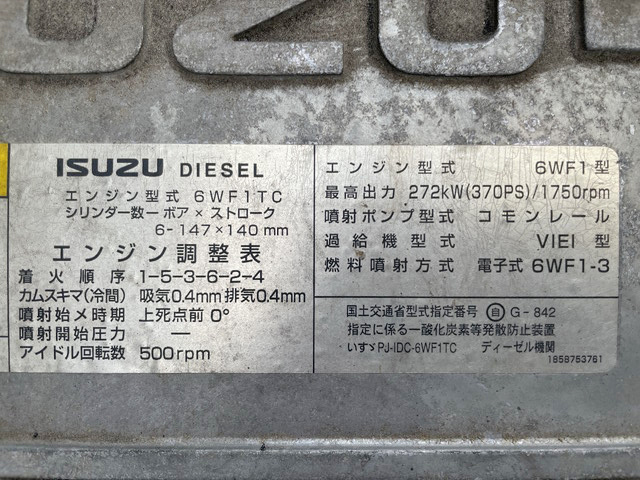 ISUZU
ISUZU DIESEL
エンジン型式 6WF1TC
シリンダー数ー ボア × ストローク
6-147×140mm
エンジン調整表
着火順序 1-5-3-6-2-4
カムスキマ(冷間) 吸気0.4mm排気0.4mm
噴射始メ時期 上死点前 0°
噴射開始圧力 ー
アイドル回転数 500rpm
エンジン型式 6WF1型
最高出力 272kW(370PS)/1750rpm
噴射ポンプ型式 コモンレール
過給機型式 VIEI 型
燃料噴射方式 電子式 6WF1-3
国土交通省型式指定番号 自 G-842
指定に係る一酸化炭素等発散防止装置
いすゞPJ-IDC-6WF1TC ディーゼル機関
1858753761